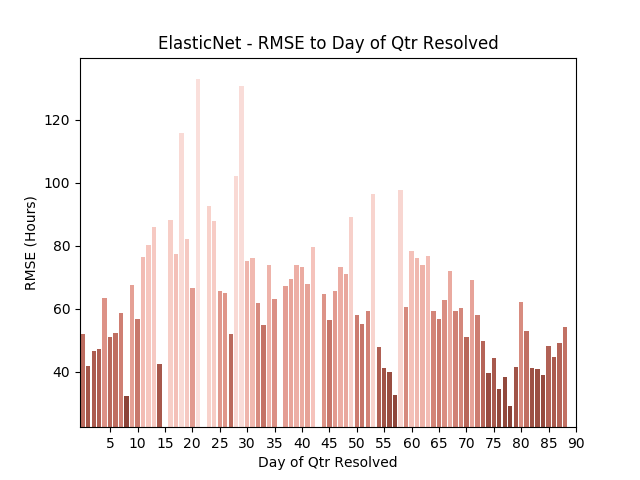 ElasticNet - RMSE to Day of Qtr Resolved
120
100
80
60
40
RMSE (Hours)
5 10 15 20 25 30 35 40 45 50 55 60 65 70 75 80 85 90
Day of Qtr Resolved